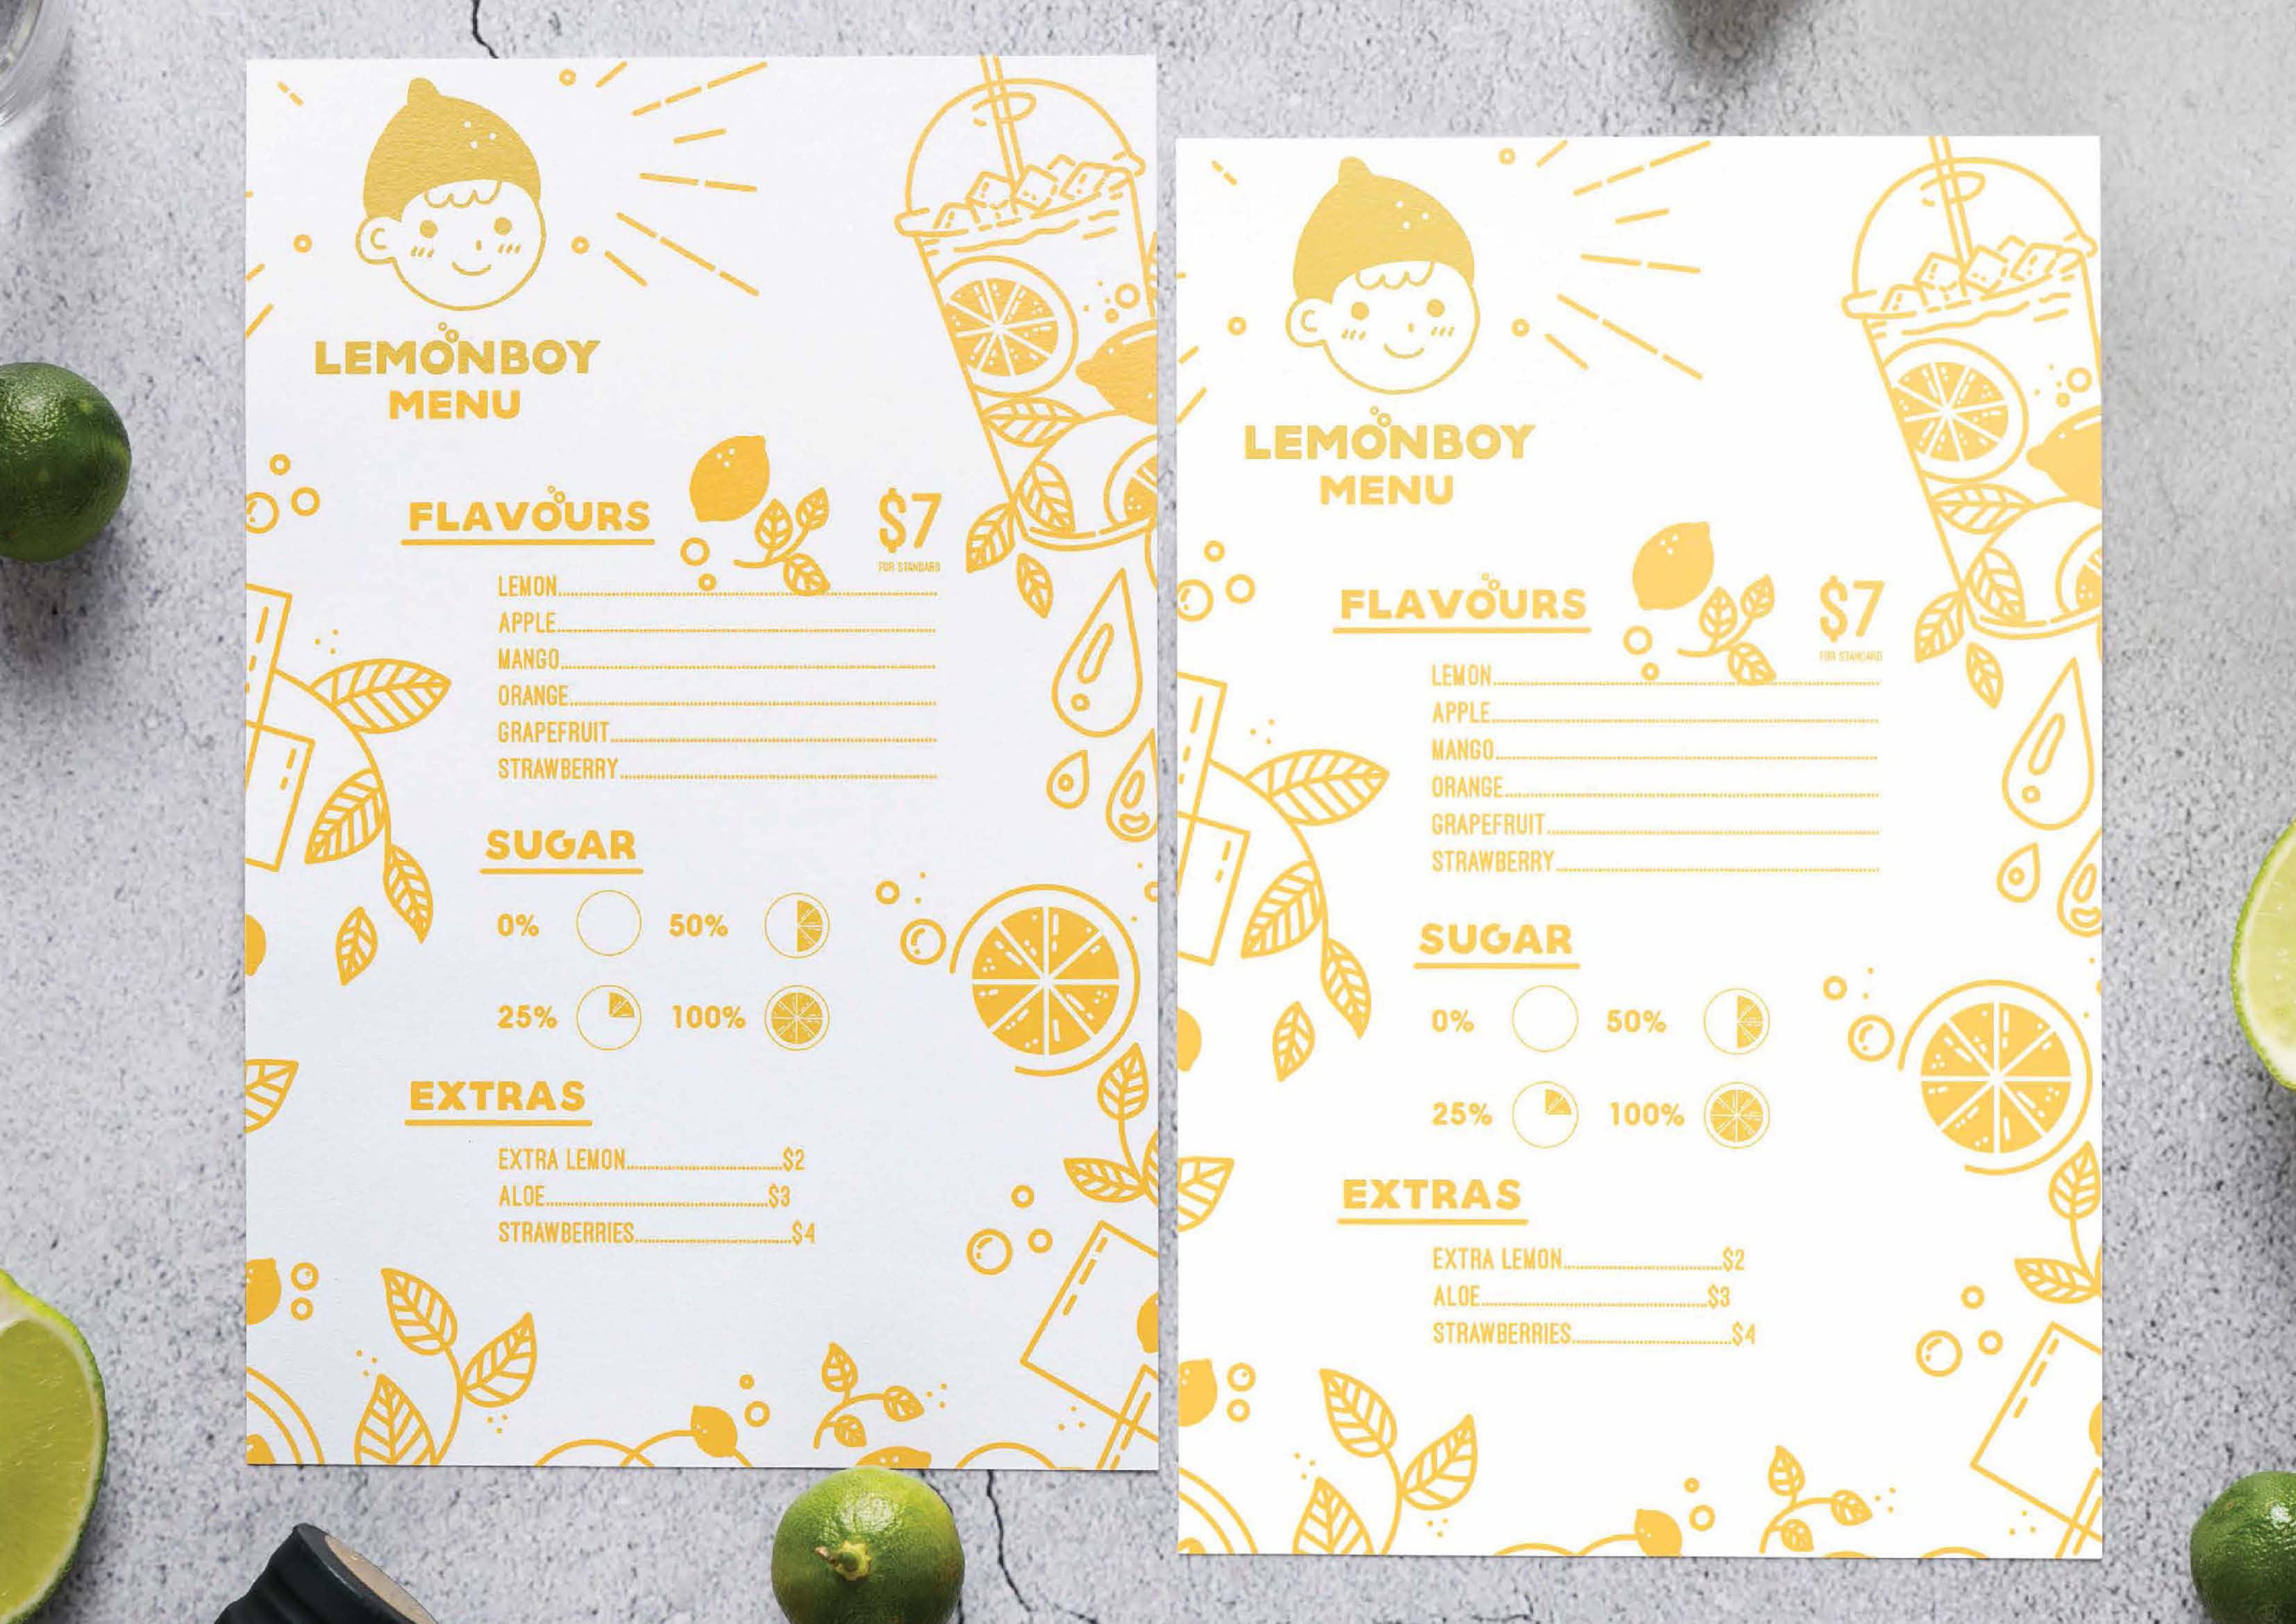 LEMONBOY
MENU
FLAVOURS
$7
FOR STANDARD
LEMON
APPLE
MANGO
ORANGE
GRAPEFRUIT
STRAWBERRY
SUGAR
0% 50%
25% 100%
EXTRAS
EXTRA LEMON $2
ALOE $3
STRAWBERRIES $4
LEMONBOY
MENU
FLAVOURS
$7
FOR STANDARD
LEMON
APPLE
MANGO
ORANGE
GRAPEFRUIT
STRAWBERRY
SUGAR
0% 50%
25% 100%
EXTRAS
EXTRA LEMON $2
ALOE $3
STRAWBERRIES $4